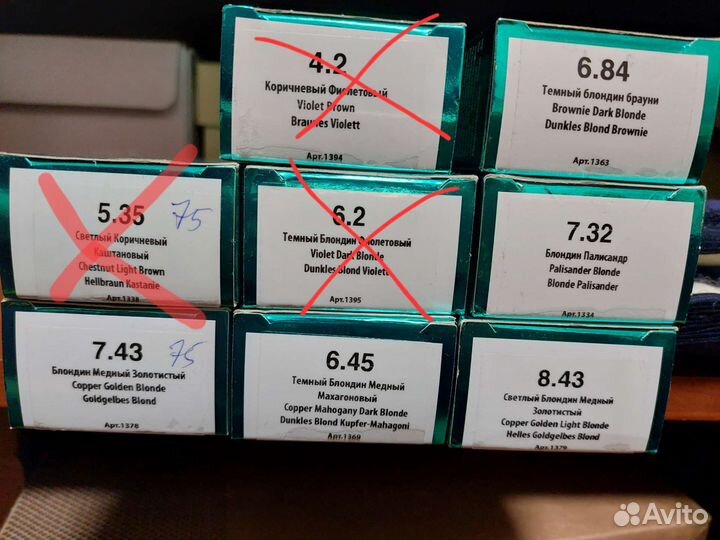 4.2
Коричневый Фиолетовый
Violet Brown
Braunes Violett
Арт.1394
6.84
Темный блондин брауни
Brownie Dark Blonde
Dunkles Blond Brownie
Арт.1363
5.35 75
Светлый Коричневый
Каштановый
Chestnut Light Brown
Hellbraun Kastanie
Арт.1338
6.2
Темный Блондин Фиолетовый
Violet Dark Blonde
Dunkles Blond Violett
Арт.1395
7.32
Блондин Палисандр
Palisander Blonde
Blonde Palisander
Арт.1334
7.43 75
Блондин Медный Золотистый
Copper Golden Blonde
Goldgelbes Blond
Арт.1378
6.45
Темный Блондин Медный
Махагоновый
Copper Mahogany Dark Blonde
Dunkles Blond Kupfer-Mahagoni
Арт.1369
8.43
Светлый Блондин Медный
Золотистый
Copper Golden Light Blonde
Helles Goldgelbes Blond
Арт.1379
Avito